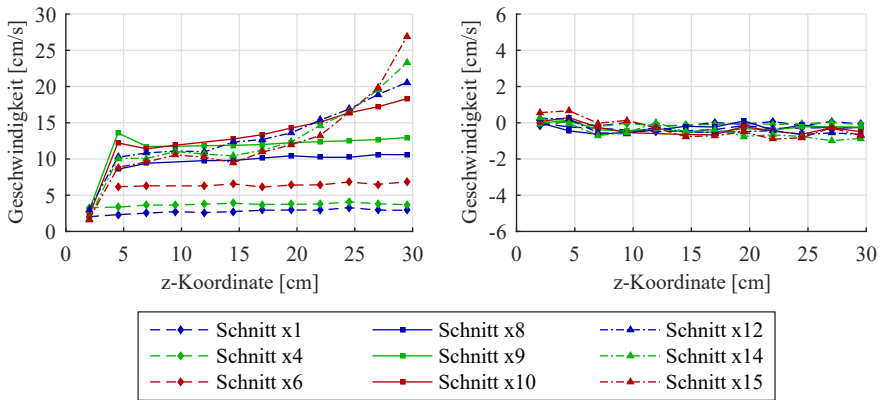 30
25
20
15
10
5
0
Geschwindigkeit [cm/s]
0 5 10 15 20 25 30
z-Koordinate [cm]
6
4
2
0
-2
-4
-6
Geschwindigkeit [cm/s]
0 5 10 15 20 25 30
z-Koordinate [cm]
Schnitt x1 Schnitt x8 Schnitt x12
Schnitt x4 Schnitt x9 Schnitt x14
Schnitt x6 Schnitt x10 Schnitt x15